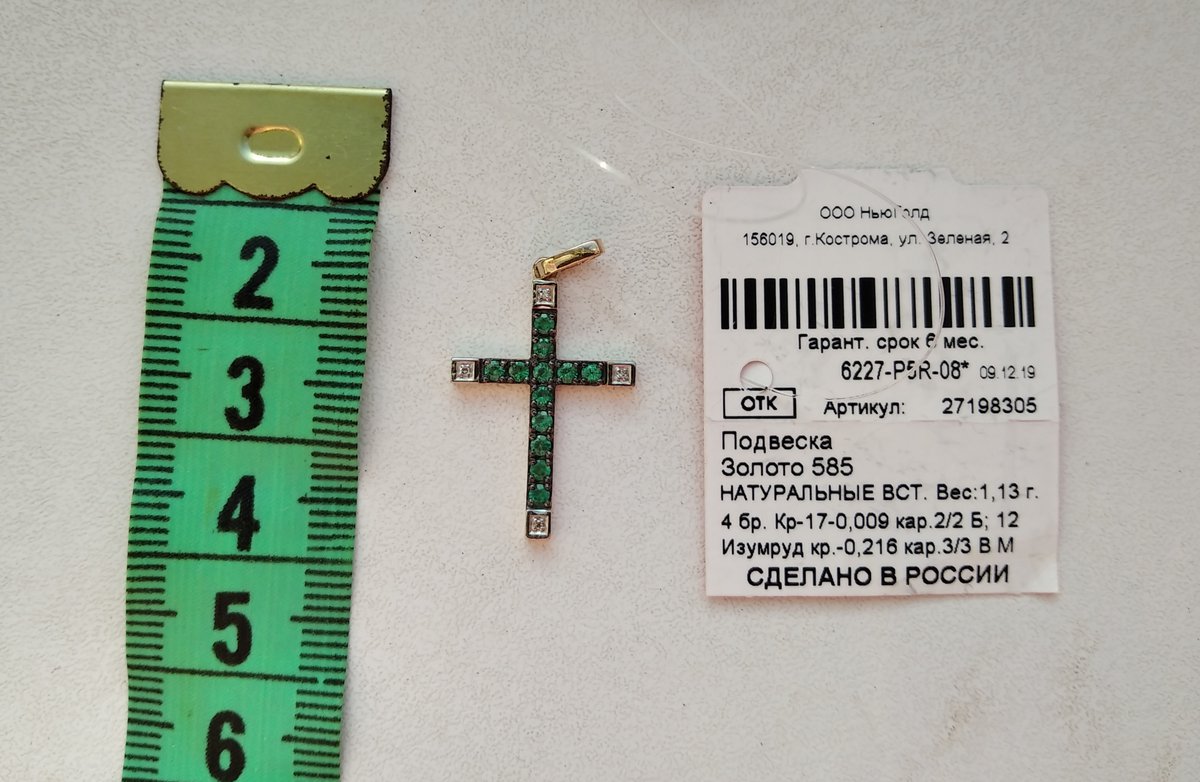 2
3
4
5
6
ООО НьюГолд
156019, г.Кострома, ул. Зеленая, 2
Гарант. срок 6 мес.
6227-P5R-08* 09.12.19
ОТК Артикул: 27198305
Подвеска
Золото 585
НАТУРАЛЬНЫЕ ВСТ. Вес:1,13 г.
4 бр. Кр-17-0,009 кар.2/2 Б; 12
Изумруд кр.-0,216 кар.3/3 В М
СДЕЛАНО В РОССИИ